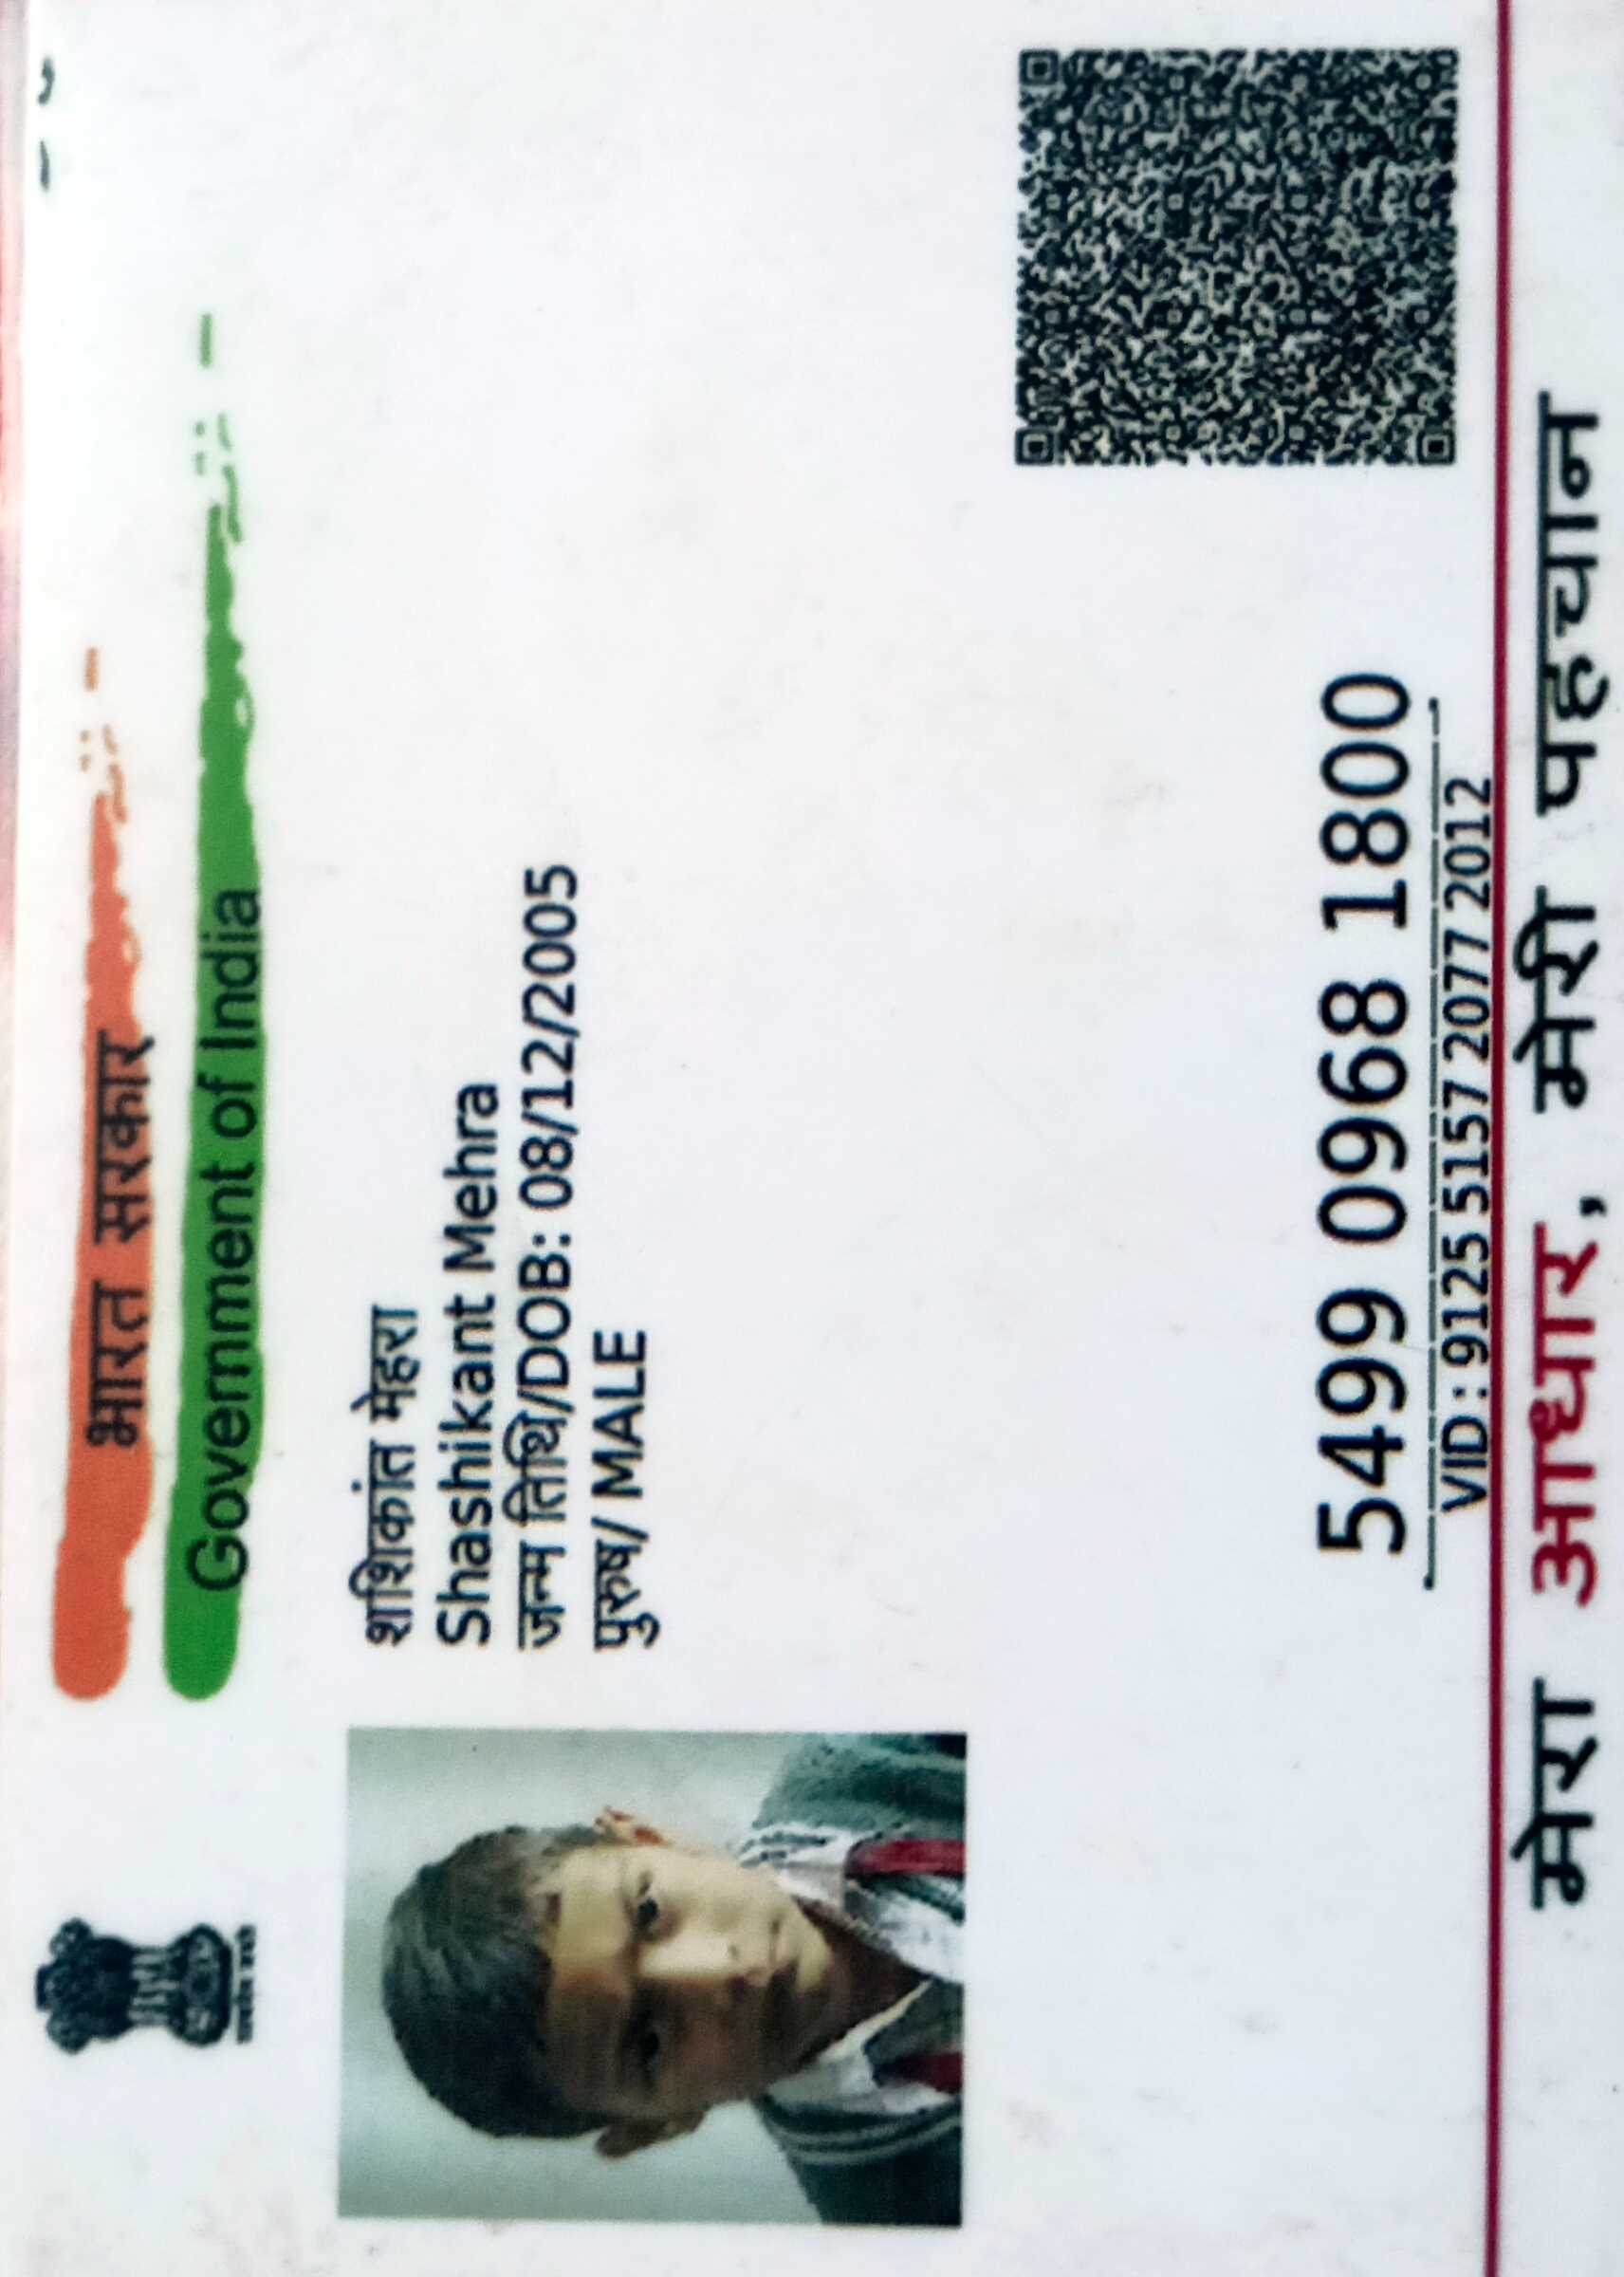 भारत सरकार
Government of India
शशिकांत मेहरा
Shashikant Mehra
जन्म तिथि/DOB: 08/12/2005
पुरुष/ MALE
5499 0968 1800
VID : 9125 5157 2077 2012
मेरा आधार, मेरी पहचान